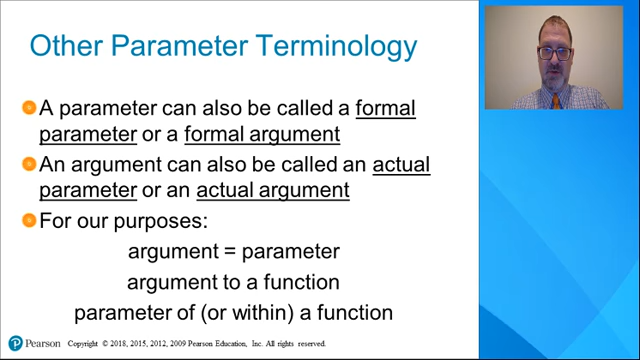 Other Parameter Terminology
A parameter can also be called a formal
parameter or a formal argument
An argument can also be called an actual
parameter or an actual argument
For our purposes:
argument = parameter
argument to a function
parameter of (or within) a function
Pearson Copyright © 2018, 2015, 2012, 2009 Pearson Education, Inc. All rights reserved.